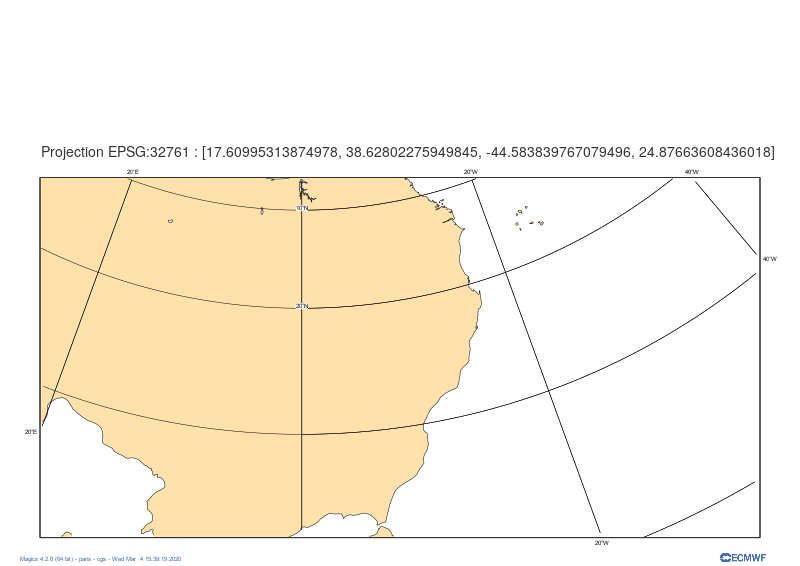 Projection EPSG:32761 : [17.60995313874978, 38.62802275949845, -44.583839767079496, 24.87663608436018]
20°E
20°W
40°W
10°N
40°W
20°N
20°E
20°W
Magics 4.2.6 (64 bit) - paris - cgs - Wed Mar 4 15:39:19 2020
ECMWF